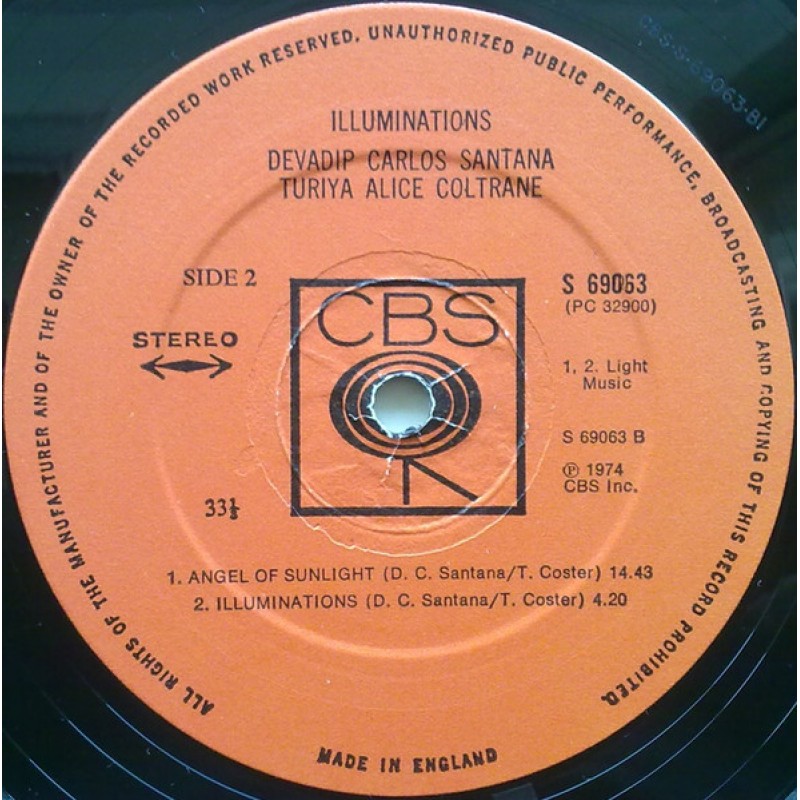 ALL RIGHTS OF THE MANUFACTURER AND OF THE OWNER OF THE RECORDED WORK RESERVED. UNAUTHORIZED PUBLIC PERFORMANCE, BROADCASTING AND COPYING OF THIS RECORD PROHIBITED.
CBS-S-69063-B1
ILLUMINATIONS
DEVADIP CARLOS SANTANA
TURIYA ALICE COLTRANE
SIDE 2
STEREO
33⅓
CBS
S 69063
(PC 32900)
1, 2. Light
Music
S 69063 B
℗ 1974
CBS Inc.
1. ANGEL OF SUNLIGHT (D. C. Santana/T. Coster) 14.43
2. ILLUMINATIONS (D. C. Santana/T. Coster) 4.20
MADE IN ENGLAND